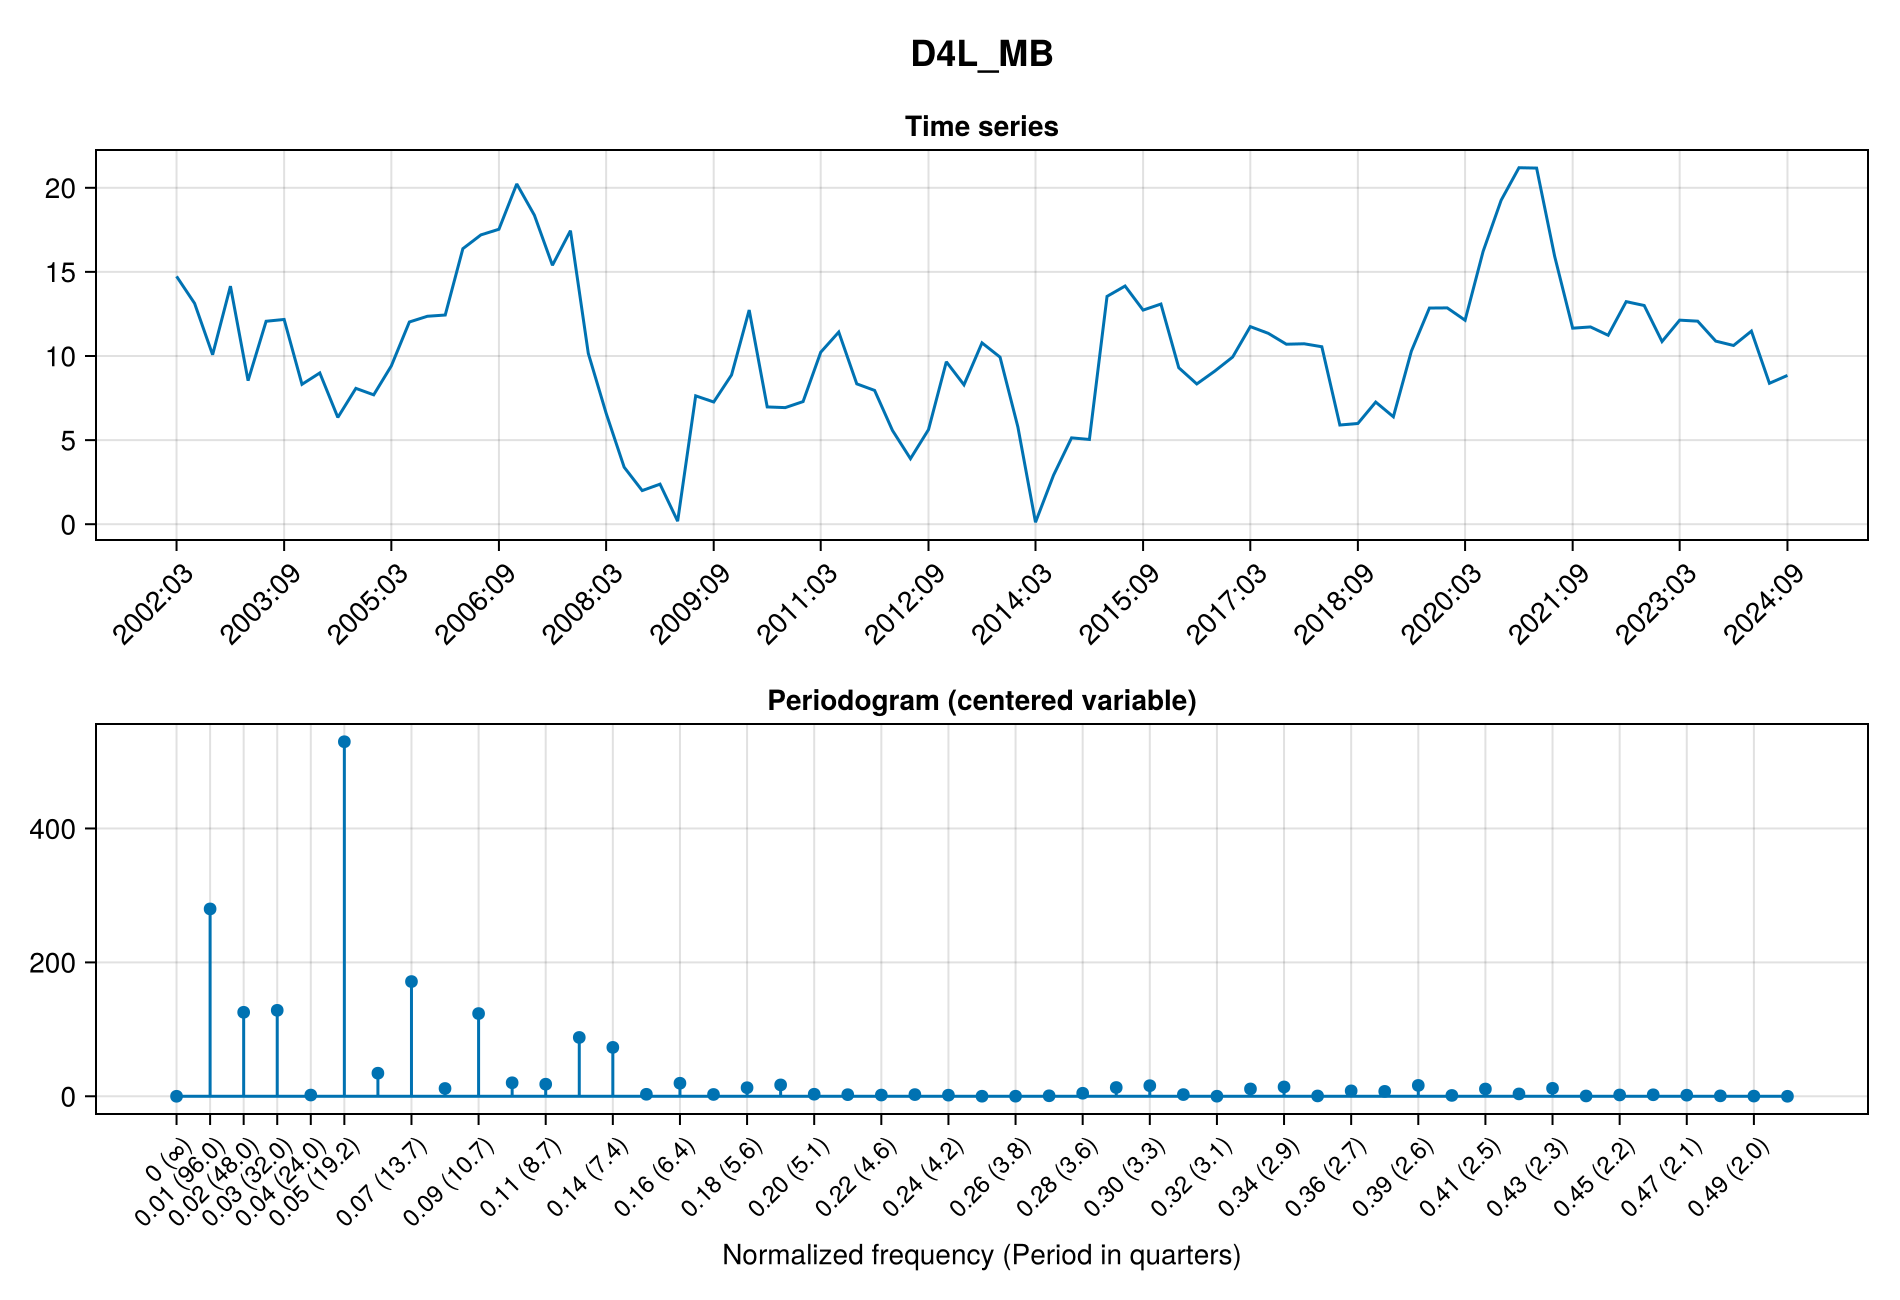 D4L_MB
Time series
20
15
10
5
0
2002:03 2003:09 2005:03 2006:09 2008:03 2009:09 2011:03 2012:09 2014:03 2015:09 2017:03 2018:09 2020:03 2021:09 2023:03 2024:09
Periodogram (centered variable)
400
200
0
0 (∞) 0.01 (96.0) 0.02 (48.0) 0.03 (32.0) 0.04 (24.0) 0.05 (19.2) 0.07 (13.7) 0.09 (10.7) 0.11 (8.7) 0.14 (7.4) 0.16 (6.4) 0.18 (5.6) 0.20 (5.1) 0.22 (4.6) 0.24 (4.2) 0.26 (3.8) 0.28 (3.6) 0.30 (3.3) 0.32 (3.1) 0.34 (2.9) 0.36 (2.7) 0.39 (2.6) 0.41 (2.5) 0.43 (2.3) 0.45 (2.2) 0.47 (2.1) 0.49 (2.0)
Normalized frequency (Period in quarters)